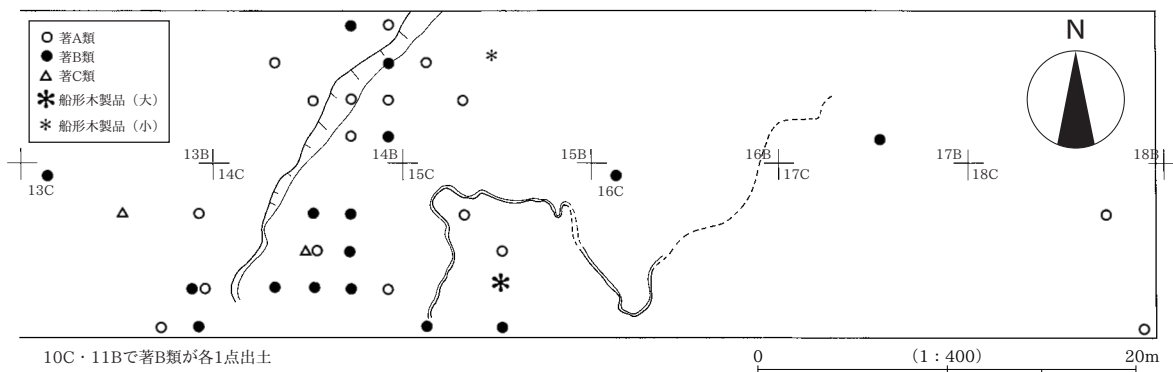 著A類
著B類
著C類
船形木製品（大）
船形木製品（小）
N
13B
14B
15B
16B
17B
18B
13C
14C
15C
16C
17C
18C
10C・11Bで著B類が各1点出土
0
（1：400）
20m